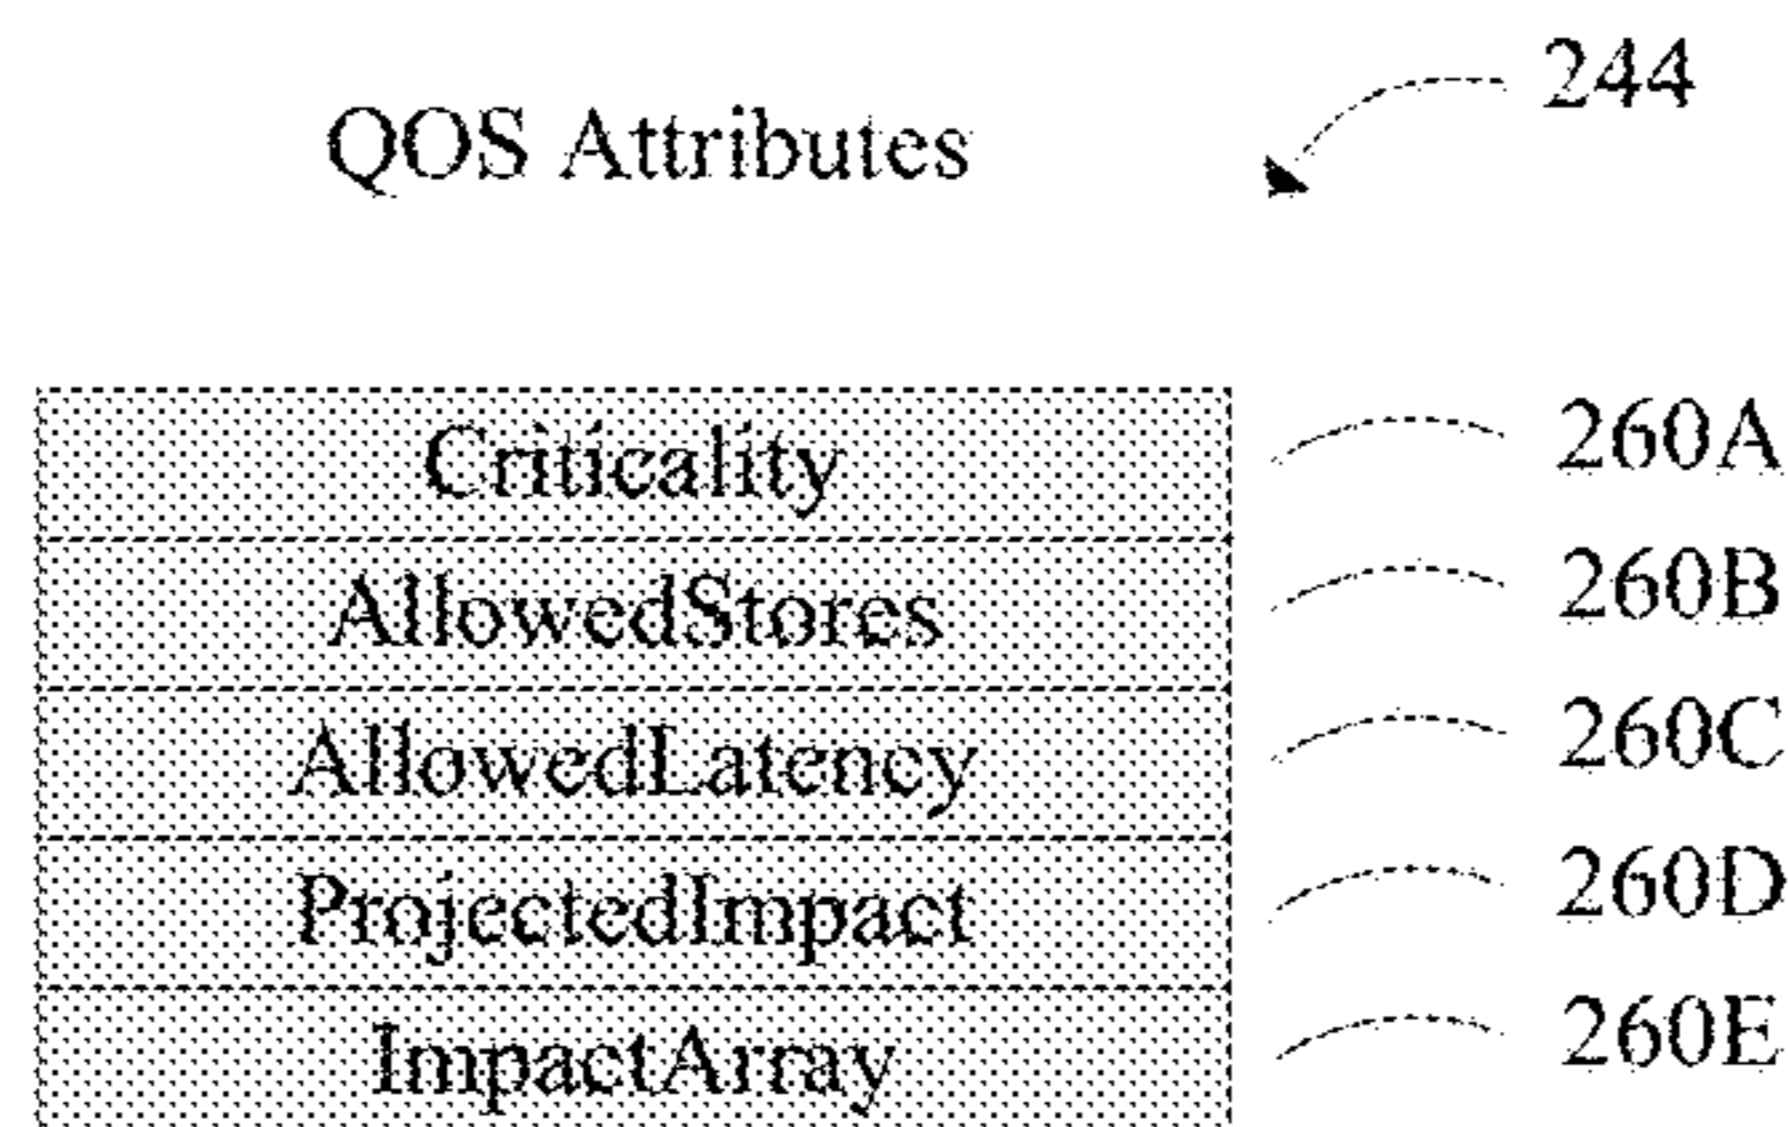 244
QOS Attributes
Criticality 260A
AllowedStores 260B
AllowedLatency 260C
ProjectedImpact 260D
ImpactArray 260E